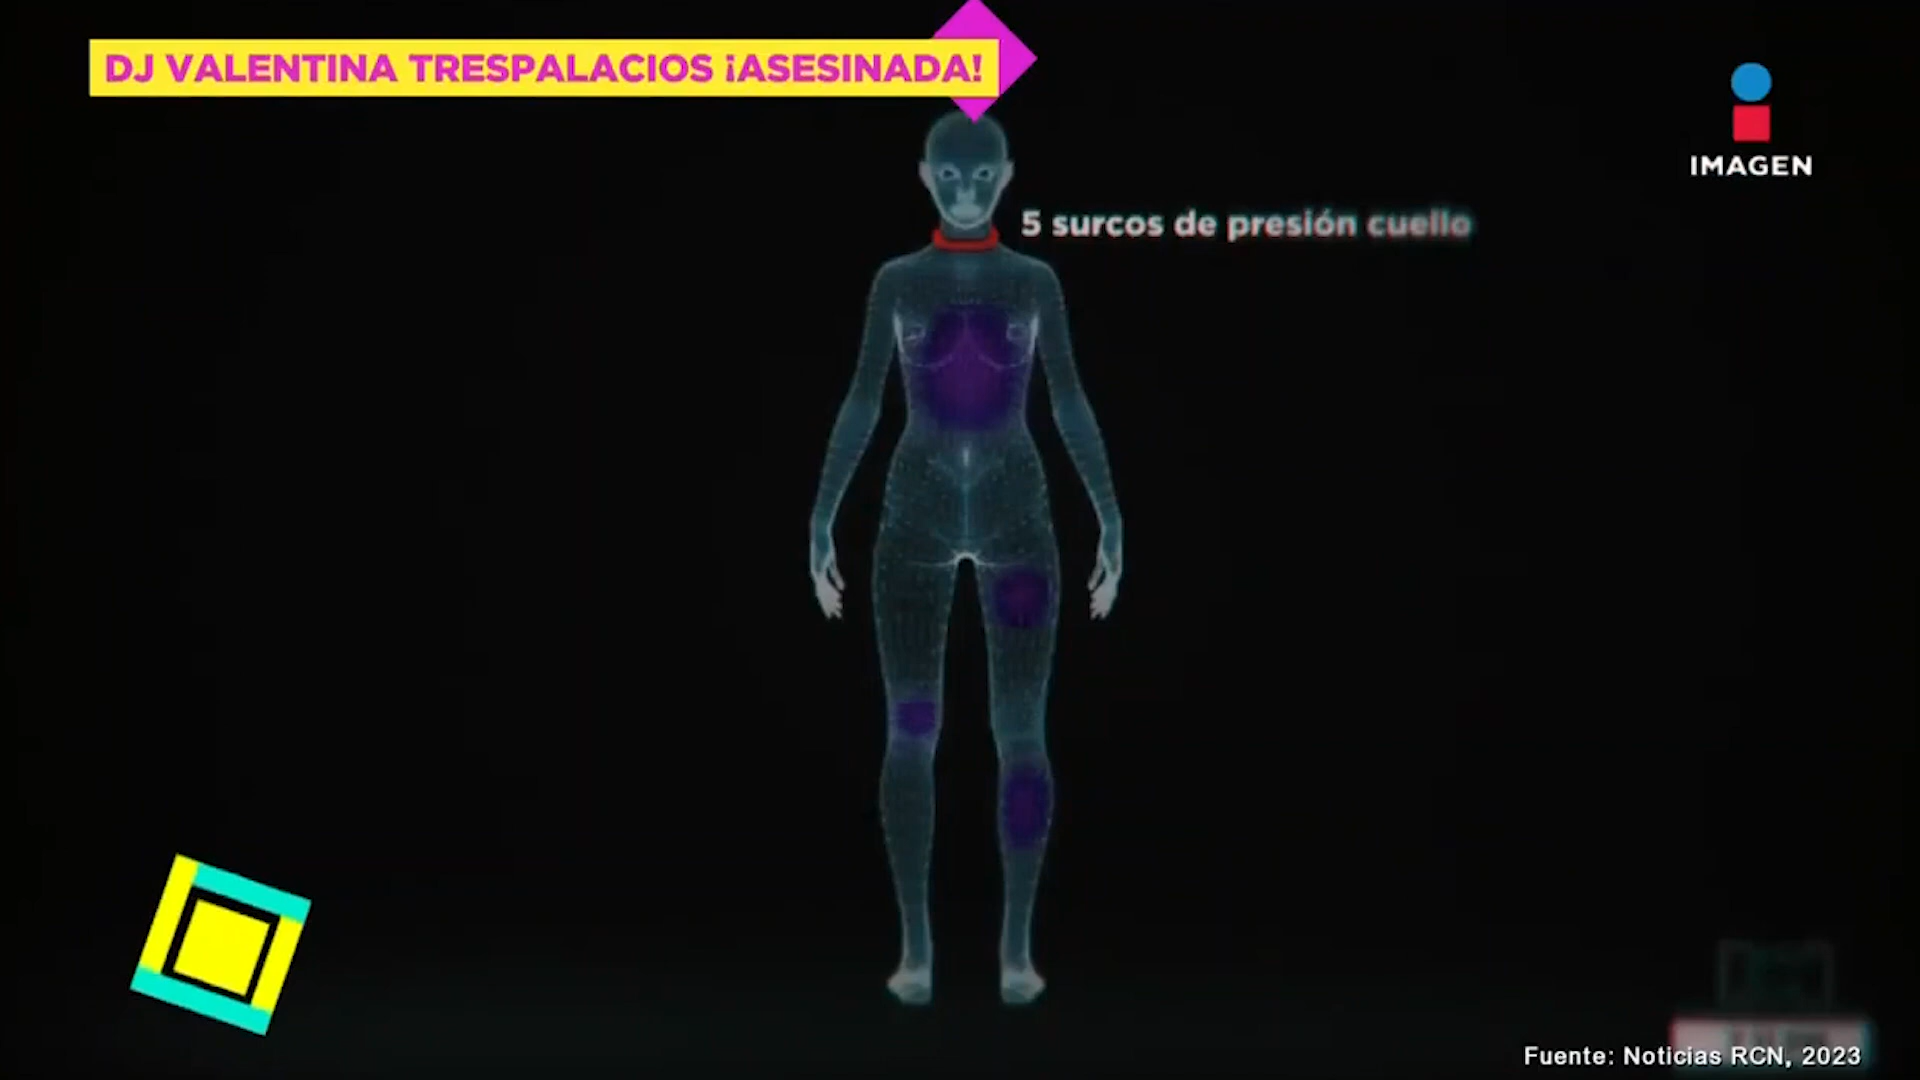 DJ VALENTINA TRESPALACIOS ¡ASESINADA!
IMAGEN
5 surcos de presión cuello
Fuente: Noticias RCN, 2023